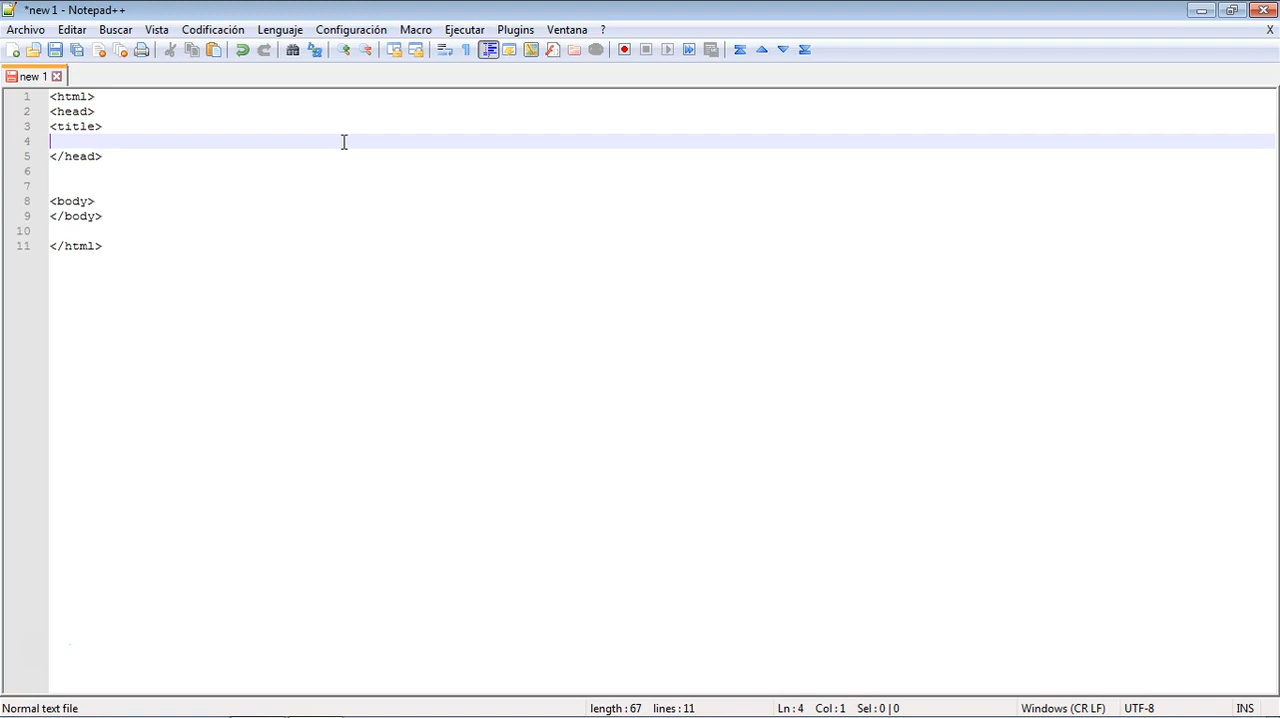 *new 1 - Notepad++
Archivo Editar Buscar Vista Codificación Lenguaje Configuración Macro Ejecutar Plugins Ventana ? X
new 1
1 <html>
2 <head>
3 <title>
4
5 </head>
6
7
8 <body>
9 </body>
10
11 </html>
Normal text file length : 67 lines : 11 Ln : 4 Col : 1 Sel : 0 | 0 Windows (CR LF) UTF-8 INS